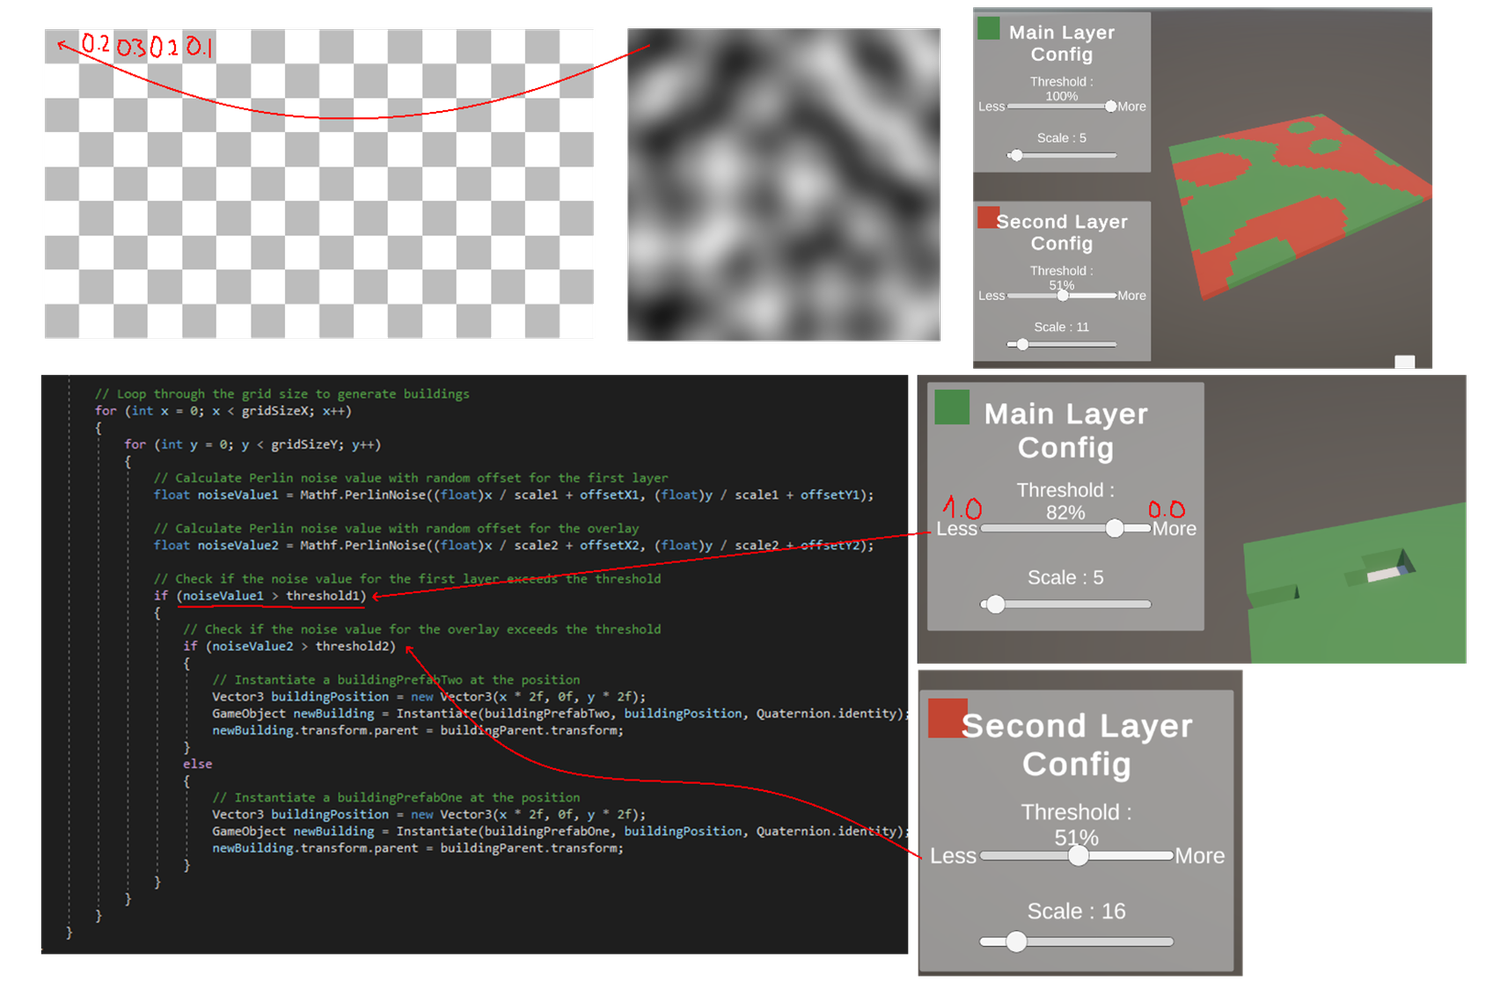 0.2 0.3 0.2 0.1
Main Layer
Config
Threshold :
100%
Less More
Scale : 5
Second Layer
Config
Threshold :
51%
Less More
Scale : 11
// Loop through the grid size to generate buildings
for (int x = 0; x < gridSizeX; x++)
{
for (int y = 0; y < gridSizeY; y++)
{
// Calculate Perlin noise value with random offset for the first layer
float noiseValue1 = Mathf.PerlinNoise((float)x / scale1 + offsetX1, (float)y / scale1 + offsetY1);
// Calculate Perlin noise value with random offset for the overlay
float noiseValue2 = Mathf.PerlinNoise((float)x / scale2 + offsetX2, (float)y / scale2 + offsetY2);
// Check if the noise value for the first layer exceeds the threshold
if (noiseValue1 > threshold1)
{
// Check if the noise value for the overlay exceeds the threshold
if (noiseValue2 > threshold2)
{
// Instantiate a buildingPrefabTwo at the position
Vector3 buildingPosition = new Vector3(x * 2f, 0f, y * 2f);
GameObject newBuilding = Instantiate(buildingPrefabTwo, buildingPosition, Quaternion.identity);
newBuilding.transform.parent = buildingParent.transform;
}
else
{
// Instantiate a buildingPrefabOne at the position
Vector3 buildingPosition = new Vector3(x * 2f, 0f, y * 2f);
GameObject newBuilding = Instantiate(buildingPrefabOne, buildingPosition, Quaternion.identity);
newBuilding.transform.parent = buildingParent.transform;
}
}
}
}
}
Main Layer
Config
Threshold :
1.0 82% 0.0
Less More
Scale : 5
Second Layer
Config
Threshold :
51%
Less More
Scale : 16